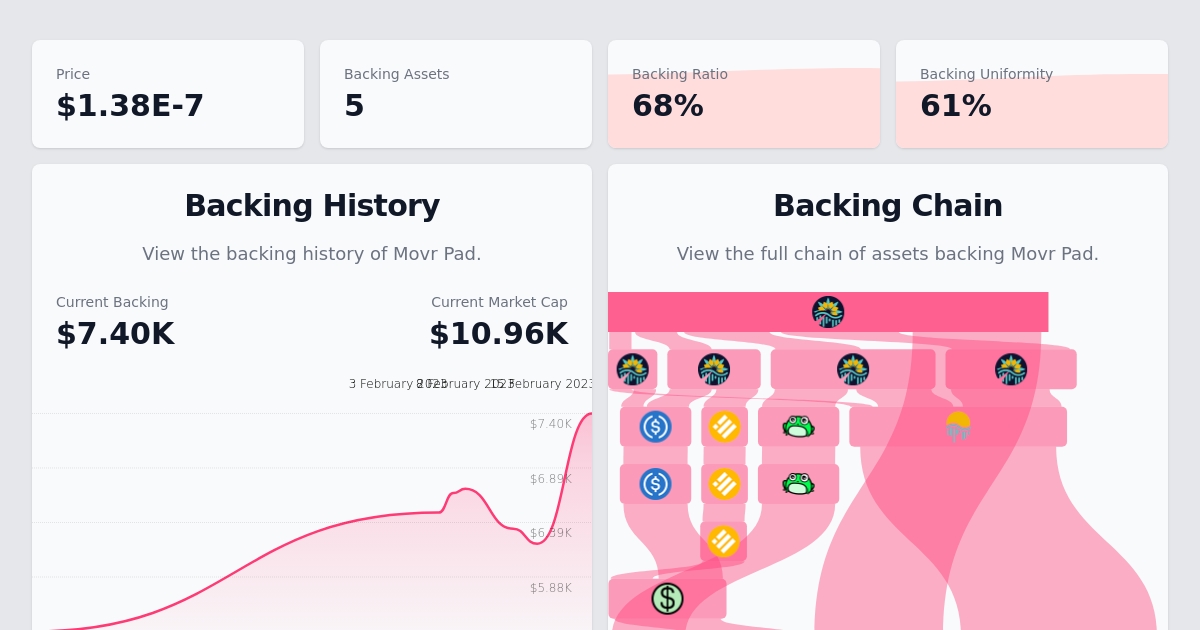 Price
$1.38E-7
Backing Assets
5
Backing Ratio
68%
Backing Uniformity
61%
Backing History
View the backing history of Movr Pad.
Current Backing
$7.40K
Current Market Cap
$10.96K
3 February 2023
8 February 2023
15 February 2023
$7.40K
$6.89K
$6.39K
$5.88K
Backing Chain
View the full chain of assets backing Movr Pad.